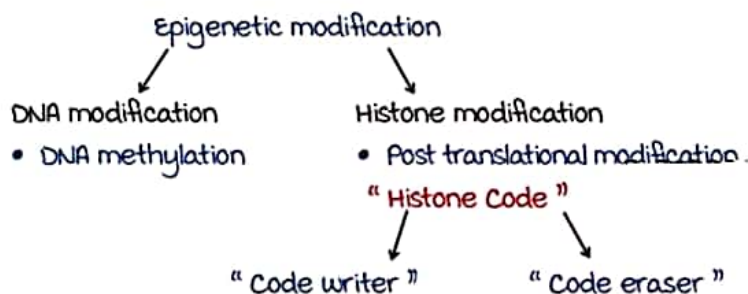 Epigenetic modification
DNA modification
• DNA methylation
Histone modification
• Post translational modification.
" Histone Code "
" Code writer "
" Code eraser "